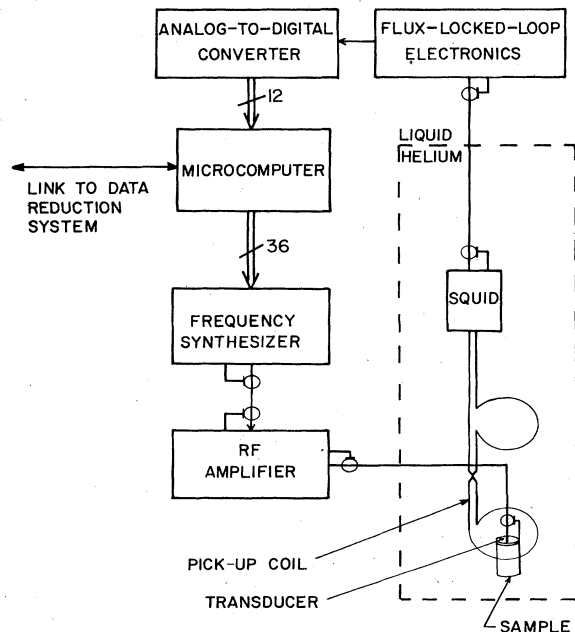 ANALOG-TO-DIGITAL
CONVERTER
FLUX-LOCKED-LOOP
ELECTRONICS
12
LIQUID
HELIUM
MICROCOMPUTER
LINK TO DATA
REDUCTION
SYSTEM
36
SQUID
FREQUENCY
SYNTHESIZER
RF
AMPLIFIER
PICK-UP COIL
TRANSDUCER
SAMPLE